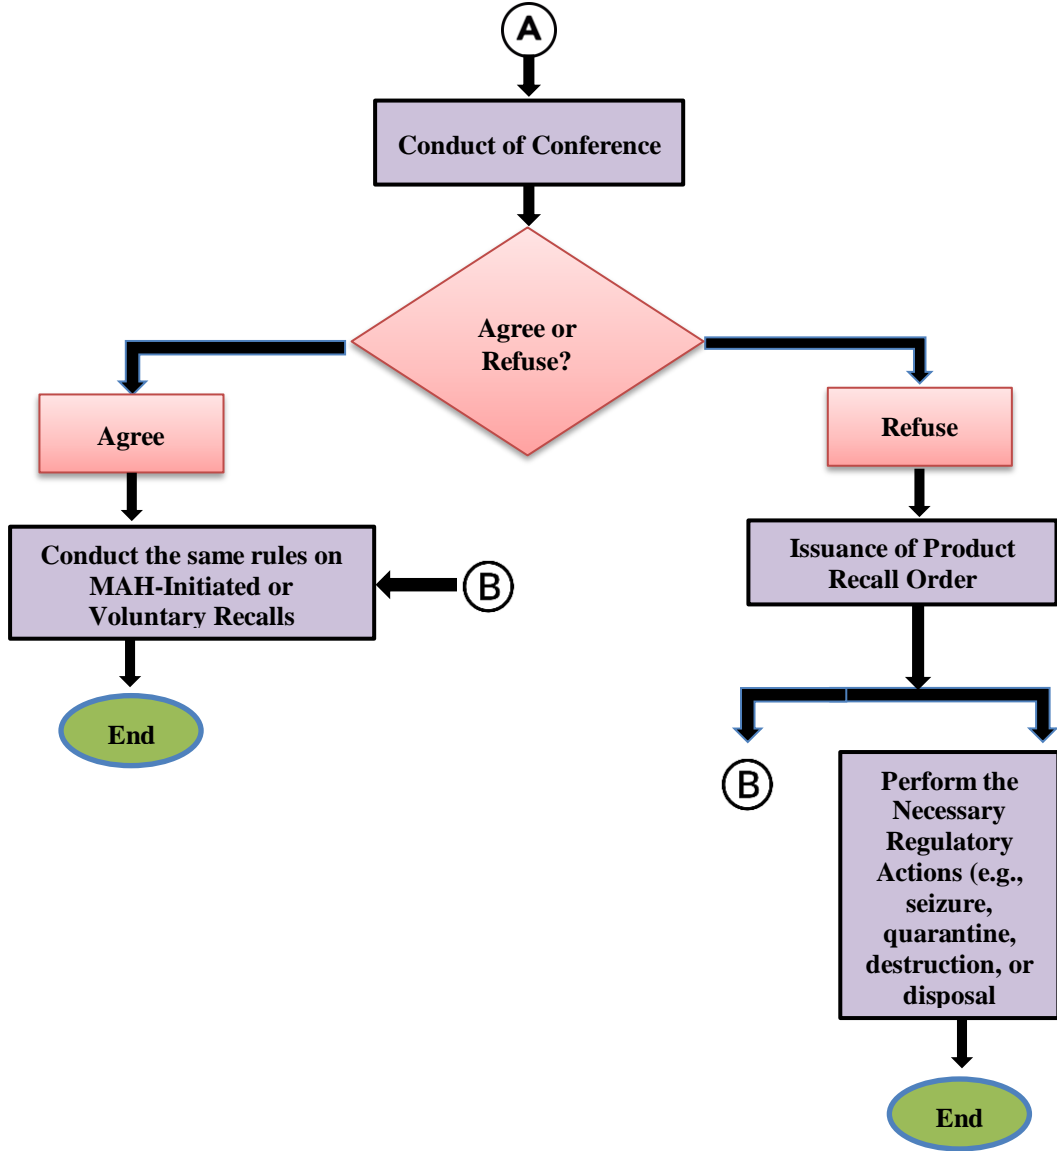 A
Conduct of Conference
Agree or
Refuse?
Agree
Refuse
Conduct the same rules on
MAH-Initiated or
Voluntary Recalls
B
Issuance of Product
Recall Order
End
B
Perform the
Necessary
Regulatory
Actions (e.g.,
seizure,
quarantine,
destruction, or
disposal
End